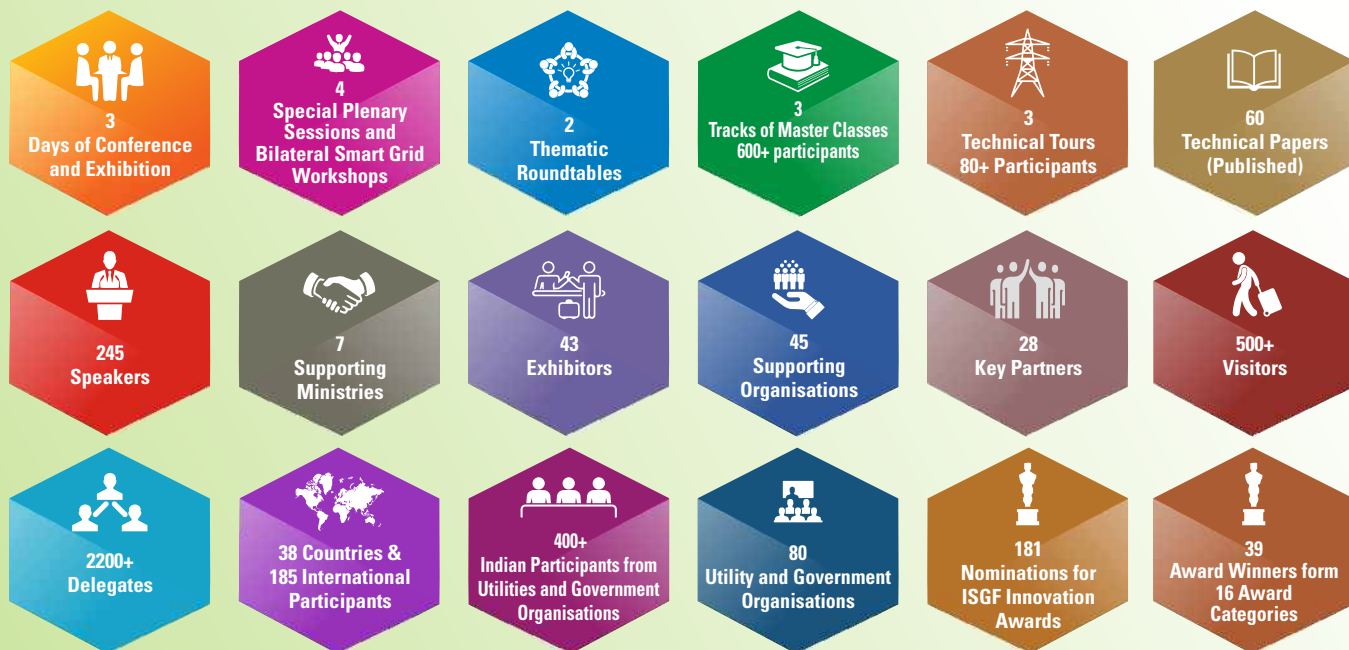 3
Days of Conference
and Exhibition
4
Special Plenary
Sessions and
Bilateral Smart Grid
Workshops
2
Thematic
Roundtables
3
Tracks of Master Classes
600+ participants
3
Technical Tours
80+ Participants
60
Technical Papers
(Published)
245
Speakers
7
Supporting
Ministries
43
Exhibitors
45
Supporting
Organisations
28
Key Partners
500+
Visitors
2200+
Delegates
38 Countries &
185 International
Participants
400+
Indian Participants from
Utilities and Government
Organisations
80
Utility and Government
Organisations
181
Nominations for
ISGF Innovation
Awards
39
Award Winners form
16 Award
Categories